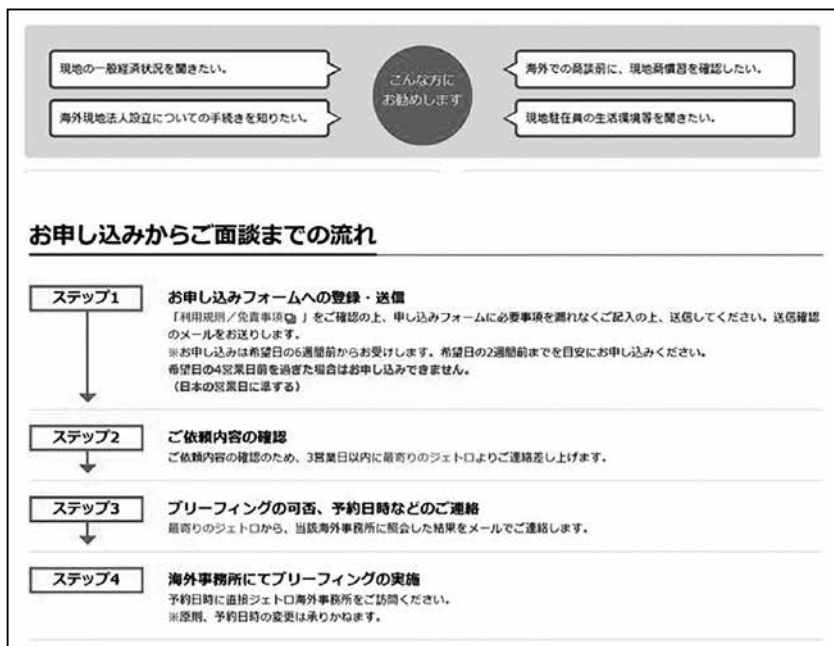 現地の一般経済状況を聞きたい。
海外現地法人設立についての手続きを知りたい。
こんな方に
お勧めします
海外での商談前に、現地商慣習を確認したい。
現地駐在員の生活環境等を聞きたい。
お申し込みからご面談までの流れ
ステップ1
お申し込みフォームへの登録・送信
「利用規則／免責事項 」をご確認の上、申し込みフォームに必要事項を漏れなくご記入の上、送信してください。送信確認
のメールをお送りします。
※お申し込みは希望日の6週間前からお受けします。希望日の2週間前までを目安にお申し込みください。
希望日の4営業日前を過ぎた場合はお申し込みできません。
（日本の営業日に準ずる）
ステップ2
ご依頼内容の確認
ご依頼内容の確認のため、3営業日以内に最寄りのジェトロよりご連絡差し上げます。
ステップ3
ブリーフィングの可否、予約日時などのご連絡
最寄りのジェトロから、当該海外事務所に照会した結果をメールでご連絡します。
ステップ4
海外事務所にてブリーフィングの実施
予約日時に直接ジェトロ海外事務所をご訪問ください。
※原則、予約日時の変更は承りかねます。